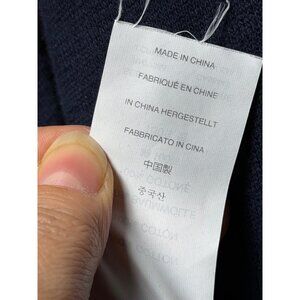 MADE IN CHINA
FABRIQUÉ EN CHINE
IN CHINA HERGESTELLT
FABBRICATO IN CINA
中国製
중국산